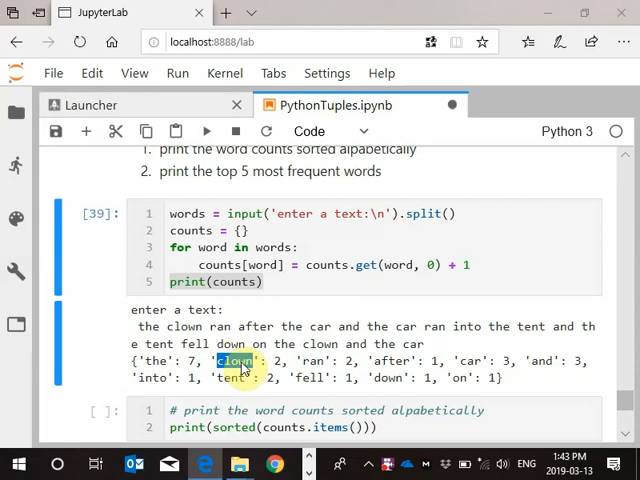 JupyterLab
localhost:8888/lab
File Edit View Run Kernel Tabs Settings Help
Launcher PythonTuples.ipynb
Code Python 3
1. print the word counts sorted alpabetically
2. print the top 5 most frequent words
[39]: 1 words = input('enter a text:\n').split()
2 counts = {}
3 for word in words:
4 counts[word] = counts.get(word, 0) + 1
5 print(counts)
enter a text:
the clown ran after the car and the car ran into the tent and th
e tent fell down on the clown and the car
{'the': 7, 'clown': 2, 'ran': 2, 'after': 1, 'car': 3, 'and': 3,
'into': 1, 'tent': 2, 'fell': 1, 'down': 1, 'on': 1}
[ ]: 1 # print the word counts sorted alpabetically
2 print(sorted(counts.items()))
ENG 1:43 PM
2019-03-13